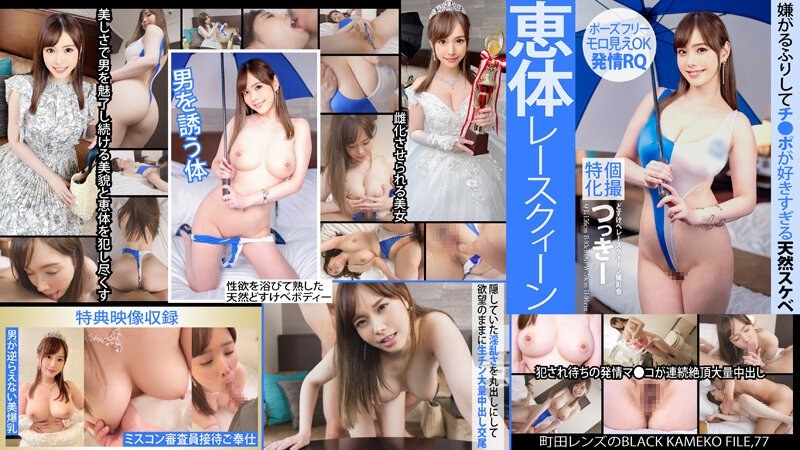 嫌がるふりしてチ●ポが好きすぎる天然スケベ
ポーズフリー
モロ見えOK
発情RQ
恵体レースクィーン
個撮
特化
つっきー
美しさで男を魅了し続ける美貌と恵体を犯し尽くす
男を誘う体
雌化させられる美女
性欲を浴びて熟した
天然どすけべボディー
特典映像収録
男が逆らえない美爆乳
ミスコン審査員接待ご奉仕
隠していた淫乱さを丸出しにして
欲望のままに生チン大量中出し交尾
犯され待ちの発情マ●コが連続絶頂大量中出し
町田レンズのBLACK KAMEKO FILE,77